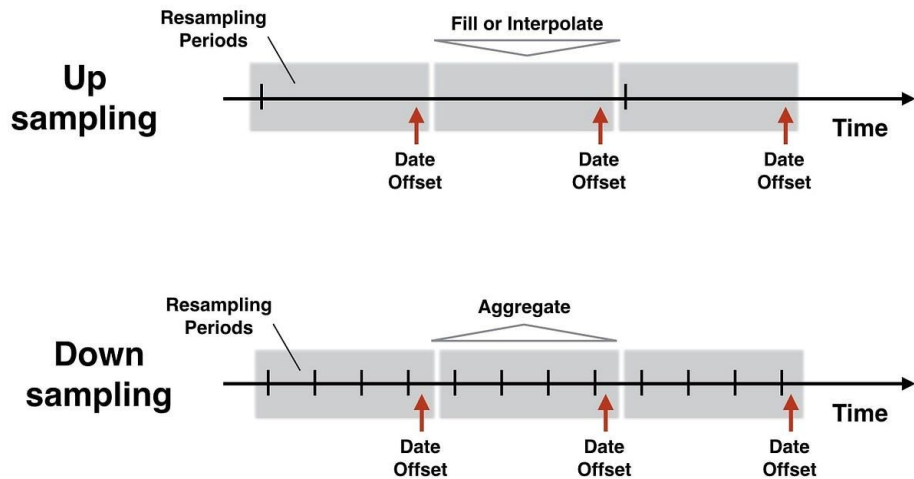 Resampling
Periods
Fill or Interpolate
Up
sampling
Time
Date
Offset
Date
Offset
Date
Offset
Resampling
Periods
Aggregate
Down
sampling
Time
Date
Offset
Date
Offset
Date
Offset